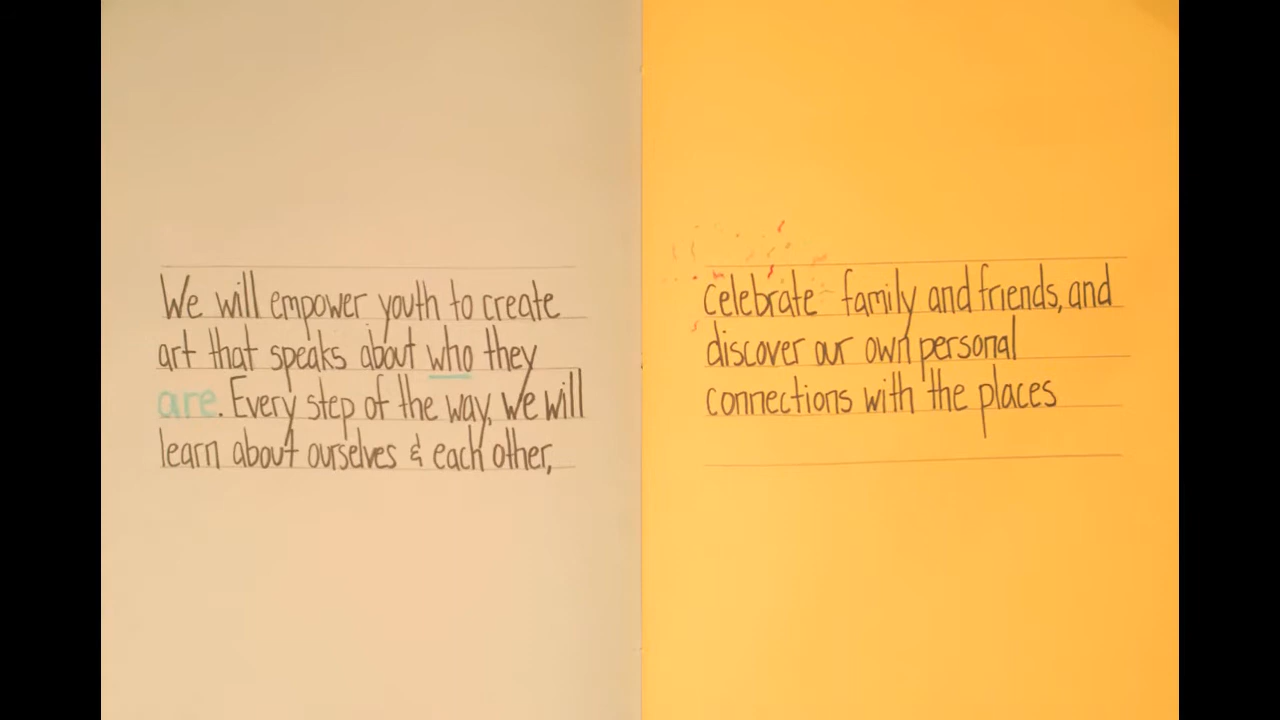 We will empower youth to create
art that speaks about who they
are. Every step of the way, we will
learn about ourselves & each other,
celebrate family and friends, and
discover our own personal
connections with the places